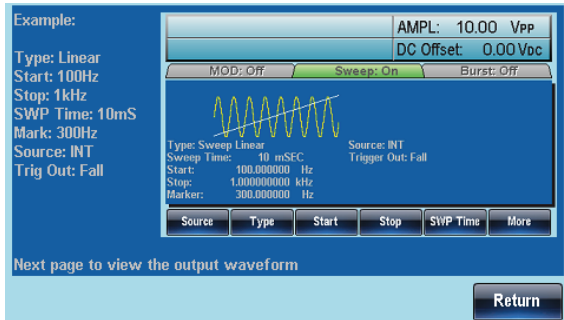 Example:
Type: Linear
Start: 100Hz
Stop: 1kHz
SWP Time: 10mS
Mark: 300Hz
Source: INT
Trig Out: Fall
AMPL: 10.00 VPP
DC Offset: 0.00 VDC
MOD: Off Sweep: On Burst: Off
Type: Sweep Linear Source: INT
Sweep Time: 10 mSEC Trigger Out: Fall
Start: 100.000000 Hz
Stop: 1.000000000 kHz
Marker: 300.000000 Hz
Source Type Start Stop SWP Time More
Next page to view the output waveform
Return